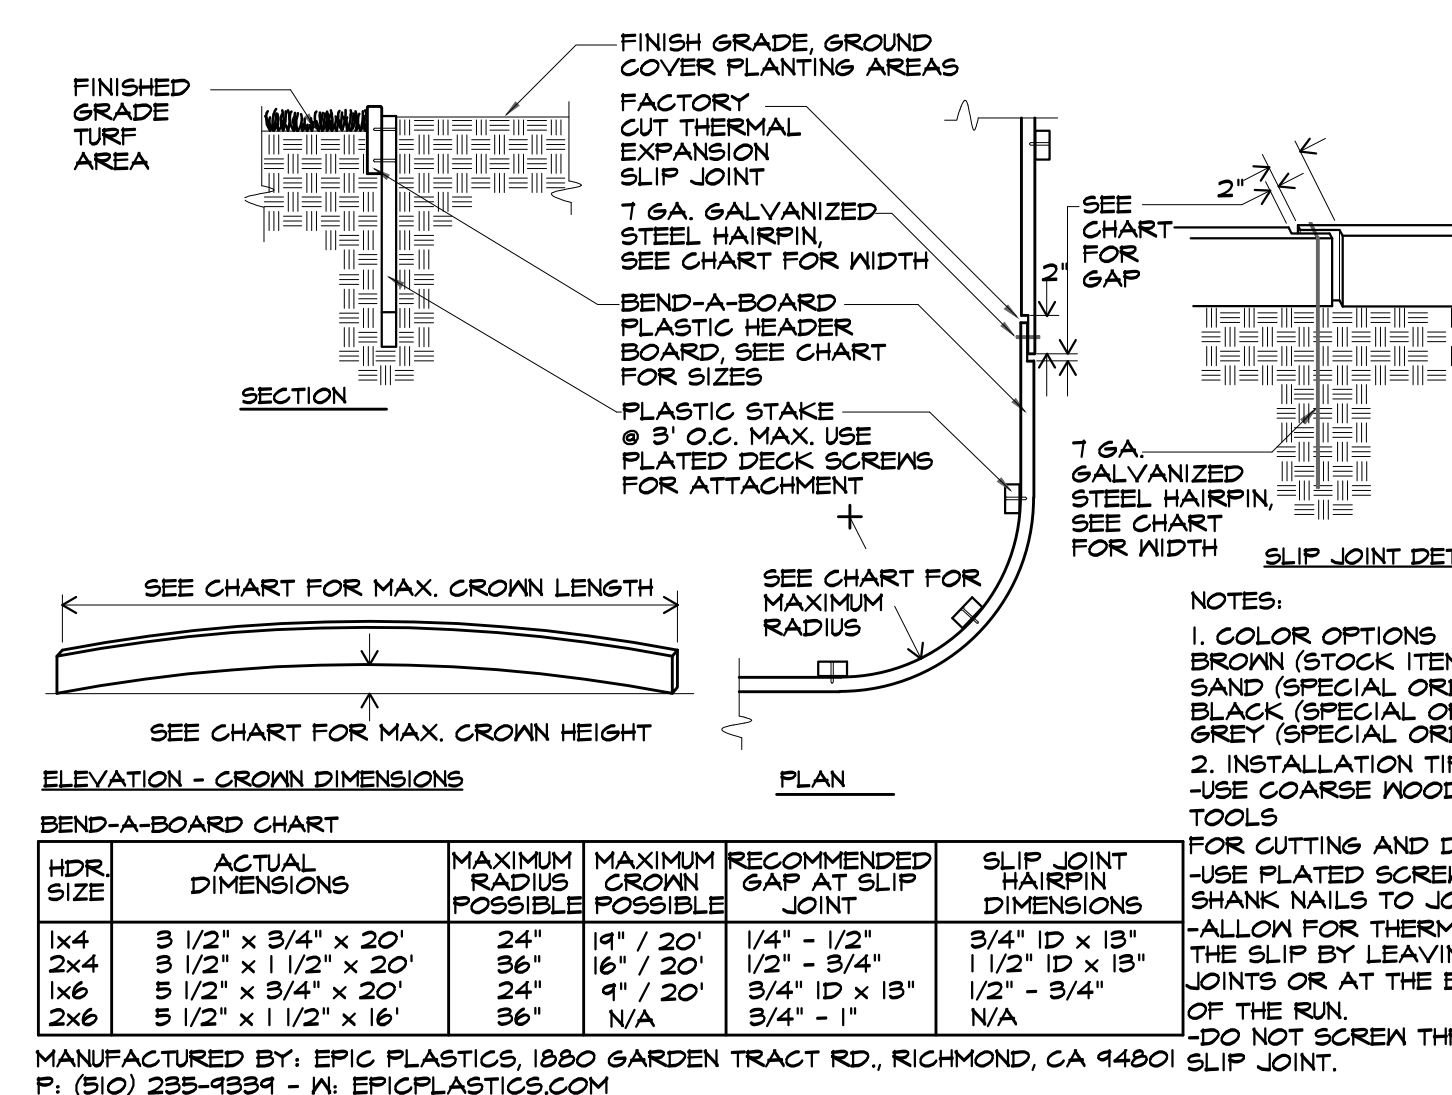 FINISHED
GRADE
TURF
AREA
FINISH GRADE, GROUND
COVER PLANTING AREAS
FACTORY
CUT THERMAL
EXPANSION
SLIP JOINT
7 GA. GALVANIZED
STEEL HAIRPIN,
SEE CHART FOR WIDTH
BEND-A-BOARD
PLASTIC HEADER
BOARD, SEE CHART
FOR SIZES
PLASTIC STAKE
@ 3' O.C. MAX. USE
PLATED DECK SCREWS
FOR ATTACHMENT
SECTION
2"
SEE
CHART
FOR
GAP
2"
7 GA.
GALVANIZED
STEEL HAIRPIN,
SEE CHART
FOR WIDTH
SLIP JOINT DET
SEE CHART FOR MAX. CROWN LENGTH
SEE CHART FOR MAX. CROWN HEIGHT
ELEVATION - CROWN DIMENSIONS
SEE CHART FOR
MAXIMUM
RADIUS
PLAN
NOTES:
1. COLOR OPTIONS
BROWN (STOCK ITEM
SAND (SPECIAL ORD
BLACK (SPECIAL OR
GREY (SPECIAL ORD
2. INSTALLATION TIP
-USE COARSE WOOD
TOOLS
FOR CUTTING AND D
-USE PLATED SCREW
SHANK NAILS TO JO
-ALLOW FOR THERM
THE SLIP BY LEAVIN
JOINTS OR AT THE E
OF THE RUN.
-DO NOT SCREW THE
SLIP JOINT.
BEND-A-BOARD CHART
HDR. SIZE | ACTUAL DIMENSIONS | MAXIMUM RADIUS POSSIBLE | MAXIMUM CROWN POSSIBLE | RECOMMENDED GAP AT SLIP JOINT | SLIP JOINT HAIRPIN DIMENSIONS
1x4 | 3 1/2" x 3/4" x 20' | 24" | 19" / 20' | 1/4" - 1/2" | 3/4" ID x 13"
2x4 | 3 1/2" x 1 1/2" x 20' | 36" | 16" / 20' | 1/2" - 3/4" | 1 1/2" ID x 13"
1x6 | 5 1/2" x 3/4" x 20' | 24" | 9" / 20' | 3/4" ID x 13" | 1/2" - 3/4"
2x6 | 5 1/2" x 1 1/2" x 16' | 36" | N/A | 3/4" - 1" | N/A
MANUFACTURED BY: EPIC PLASTICS, 1880 GARDEN TRACT RD., RICHMOND, CA 94801
P: (510) 235-9339 - W: EPICPLASTICS.COM